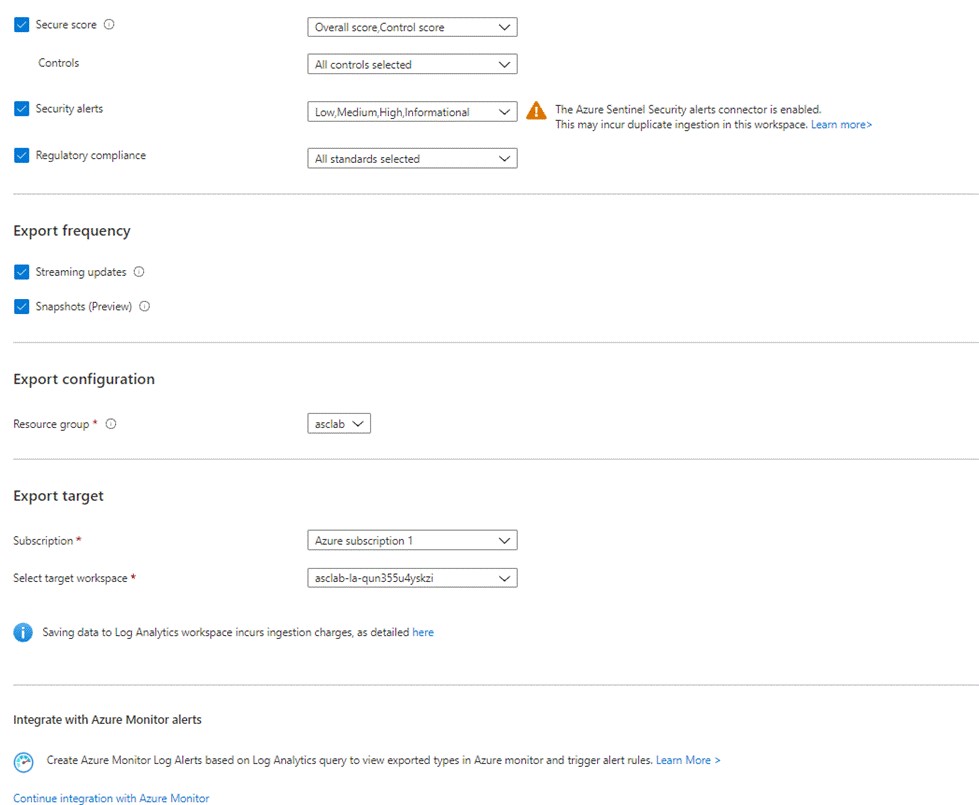 Secure score
Overall score,Control score
Controls
All controls selected
Security alerts
Low,Medium,High,Informational
The Azure Sentinel Security alerts connector is enabled.
This may incur duplicate ingestion in this workspace. Learn more>
Regulatory compliance
All standards selected
Export frequency
Streaming updates
Snapshots (Preview)
Export configuration
Resource group *
asclab
Export target
Subscription *
Azure subscription 1
Select target workspace *
asclab-la-qun355u4yskzi
Saving data to Log Analytics workspace incurs ingestion charges, as detailed here
Integrate with Azure Monitor alerts
Create Azure Monitor Log Alerts based on Log Analytics query to view exported types in Azure monitor and trigger alert rules. Learn More >
Continue integration with Azure Monitor